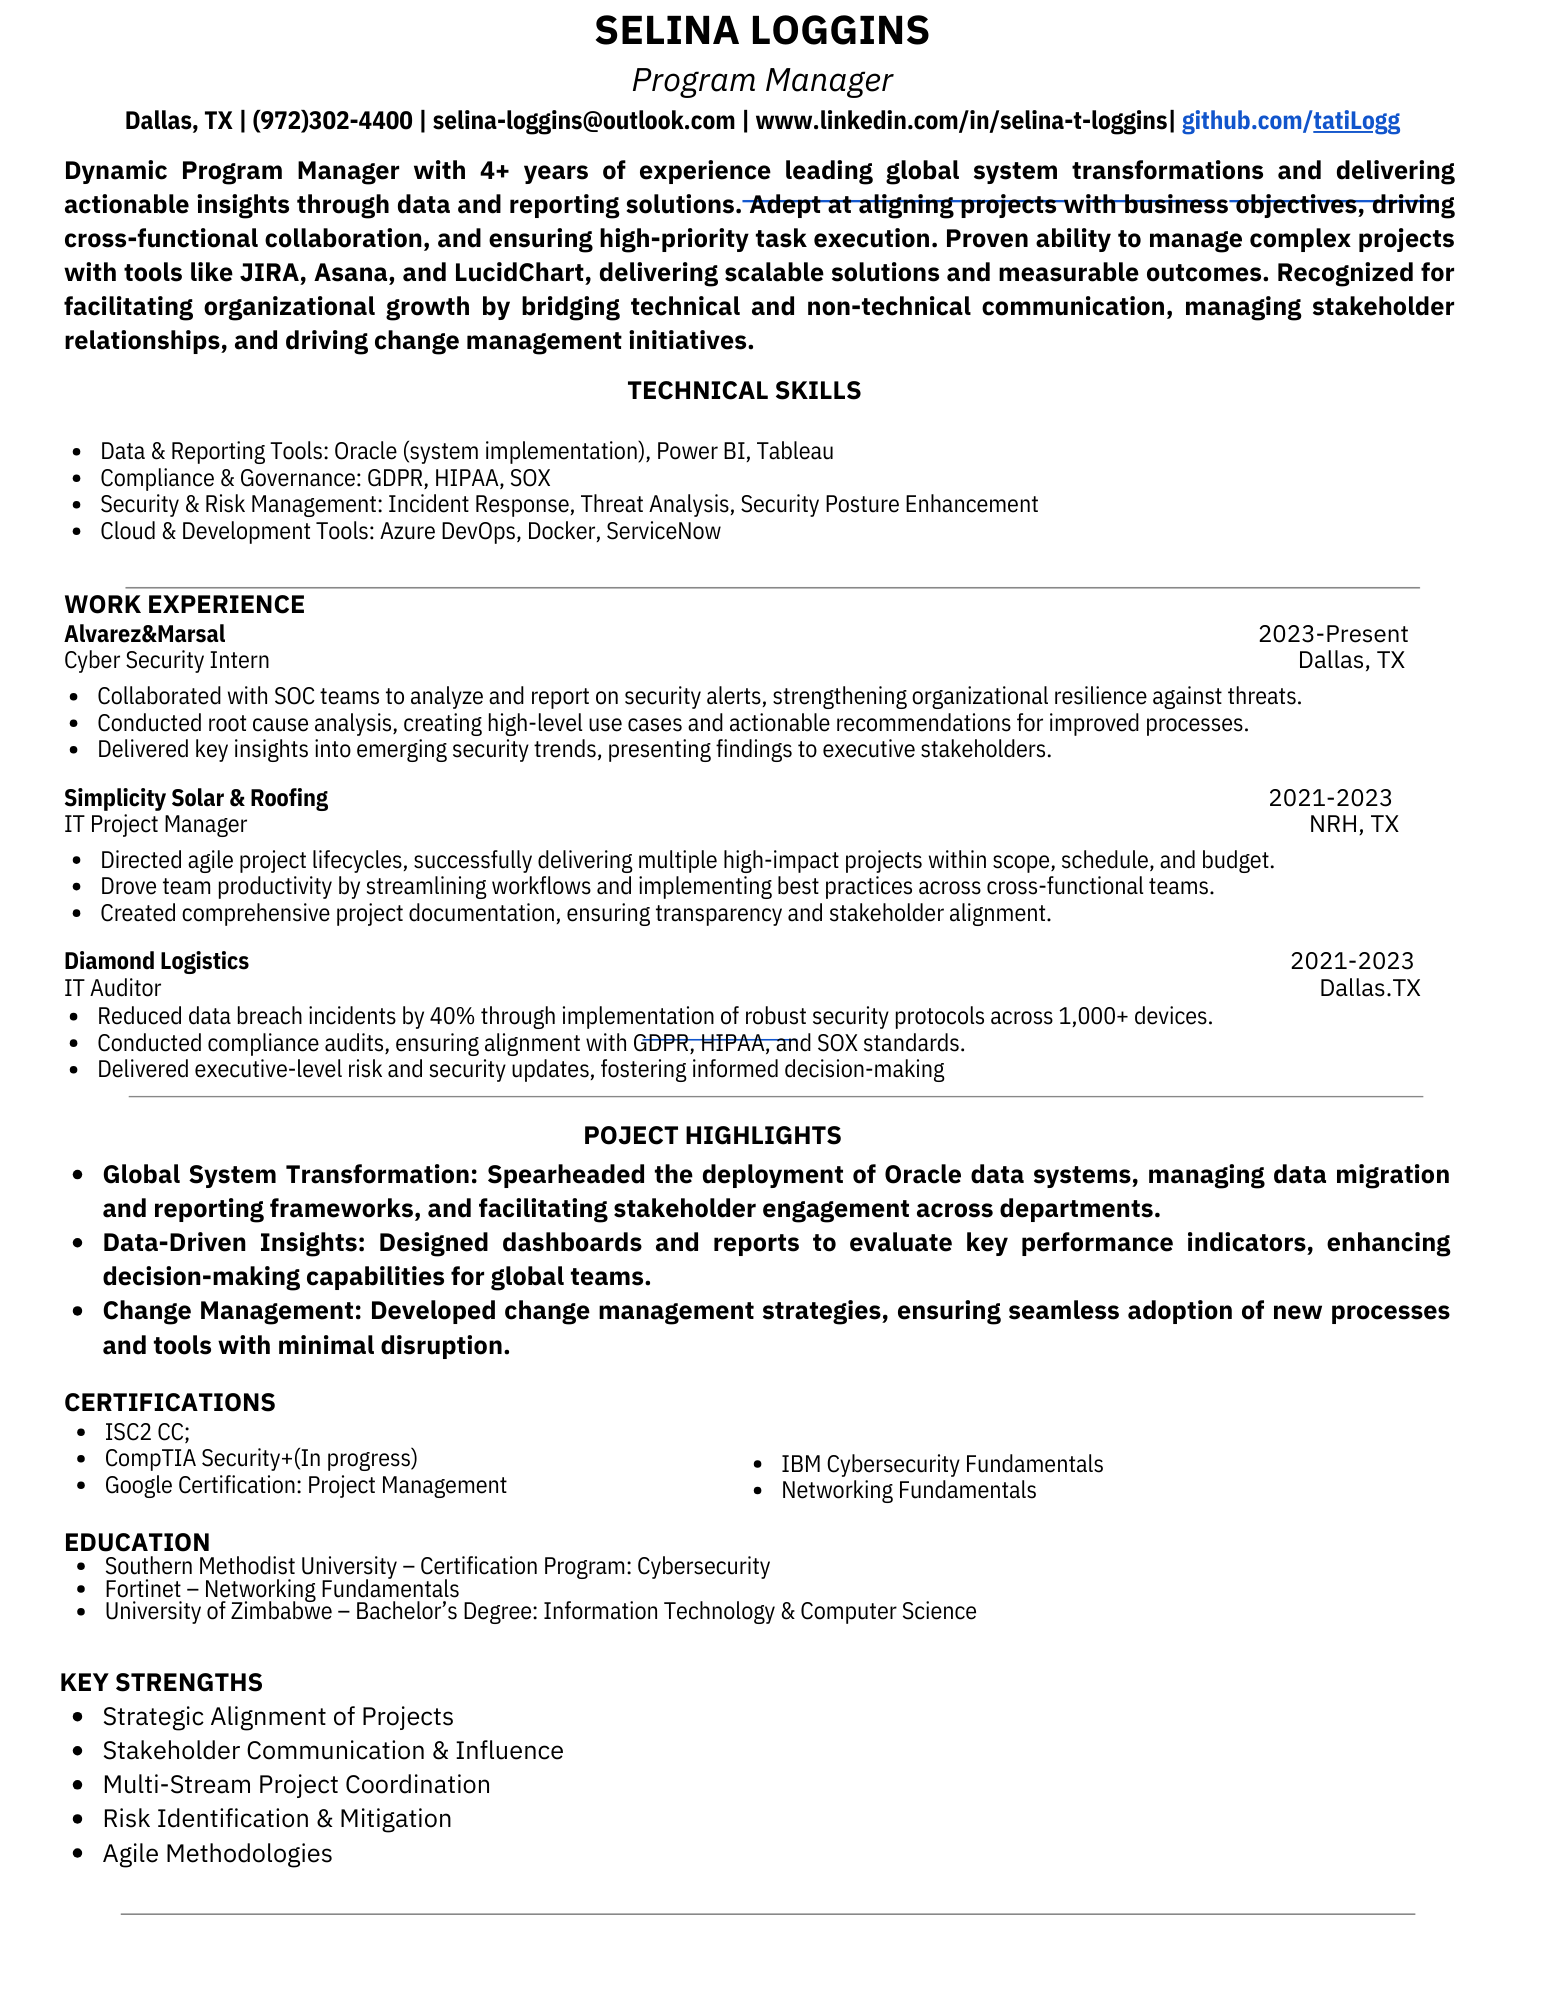 SELINA LOGGINS
Program Manager
Dallas, TX | (972)302-4400 | selina-loggins@outlook.com | www.linkedin.com/in/selina-t-loggins| github.com/tatiLogg
Dynamic Program Manager with 4+ years of experience leading global system transformations and delivering
actionable insights through data and reporting solutions. Adept at aligning projects with business objectives, driving
cross-functional collaboration, and ensuring high-priority task execution. Proven ability to manage complex projects
with tools like JIRA, Asana, and LucidChart, delivering scalable solutions and measurable outcomes. Recognized for
facilitating organizational growth by bridging technical and non-technical communication, managing stakeholder
relationships, and driving change management initiatives.
TECHNICAL SKILLS
• Data & Reporting Tools: Oracle (system implementation), Power BI, Tableau
• Compliance & Governance: GDPR, HIPAA, SOX
• Security & Risk Management: Incident Response, Threat Analysis, Security Posture Enhancement
• Cloud & Development Tools: Azure DevOps, Docker, ServiceNow
WORK EXPERIENCE
Alvarez&Marsal 2023-Present
Cyber Security Intern Dallas, TX
• Collaborated with SOC teams to analyze and report on security alerts, strengthening organizational resilience against threats.
• Conducted root cause analysis, creating high-level use cases and actionable recommendations for improved processes.
• Delivered key insights into emerging security trends, presenting findings to executive stakeholders.
Simplicity Solar & Roofing 2021-2023
IT Project Manager NRH, TX
• Directed agile project lifecycles, successfully delivering multiple high-impact projects within scope, schedule, and budget.
• Drove team productivity by streamlining workflows and implementing best practices across cross-functional teams.
• Created comprehensive project documentation, ensuring transparency and stakeholder alignment.
Diamond Logistics 2021-2023
IT Auditor Dallas.TX
• Reduced data breach incidents by 40% through implementation of robust security protocols across 1,000+ devices.
• Conducted compliance audits, ensuring alignment with GDPR, HIPAA, and SOX standards.
• Delivered executive-level risk and security updates, fostering informed decision-making
POJECT HIGHLIGHTS
• Global System Transformation: Spearheaded the deployment of Oracle data systems, managing data migration
and reporting frameworks, and facilitating stakeholder engagement across departments.
• Data-Driven Insights: Designed dashboards and reports to evaluate key performance indicators, enhancing
decision-making capabilities for global teams.
• Change Management: Developed change management strategies, ensuring seamless adoption of new processes
and tools with minimal disruption.
CERTIFICATIONS
• ISC2 CC;
• CompTIA Security+(In progress)
• Google Certification: Project Management
• IBM Cybersecurity Fundamentals
• Networking Fundamentals
EDUCATION
• Southern Methodist University – Certification Program: Cybersecurity
• Fortinet – Networking Fundamentals
• University of Zimbabwe – Bachelor’s Degree: Information Technology & Computer Science
KEY STRENGTHS
• Strategic Alignment of Projects
• Stakeholder Communication & Influence
• Multi-Stream Project Coordination
• Risk Identification & Mitigation
• Agile Methodologies